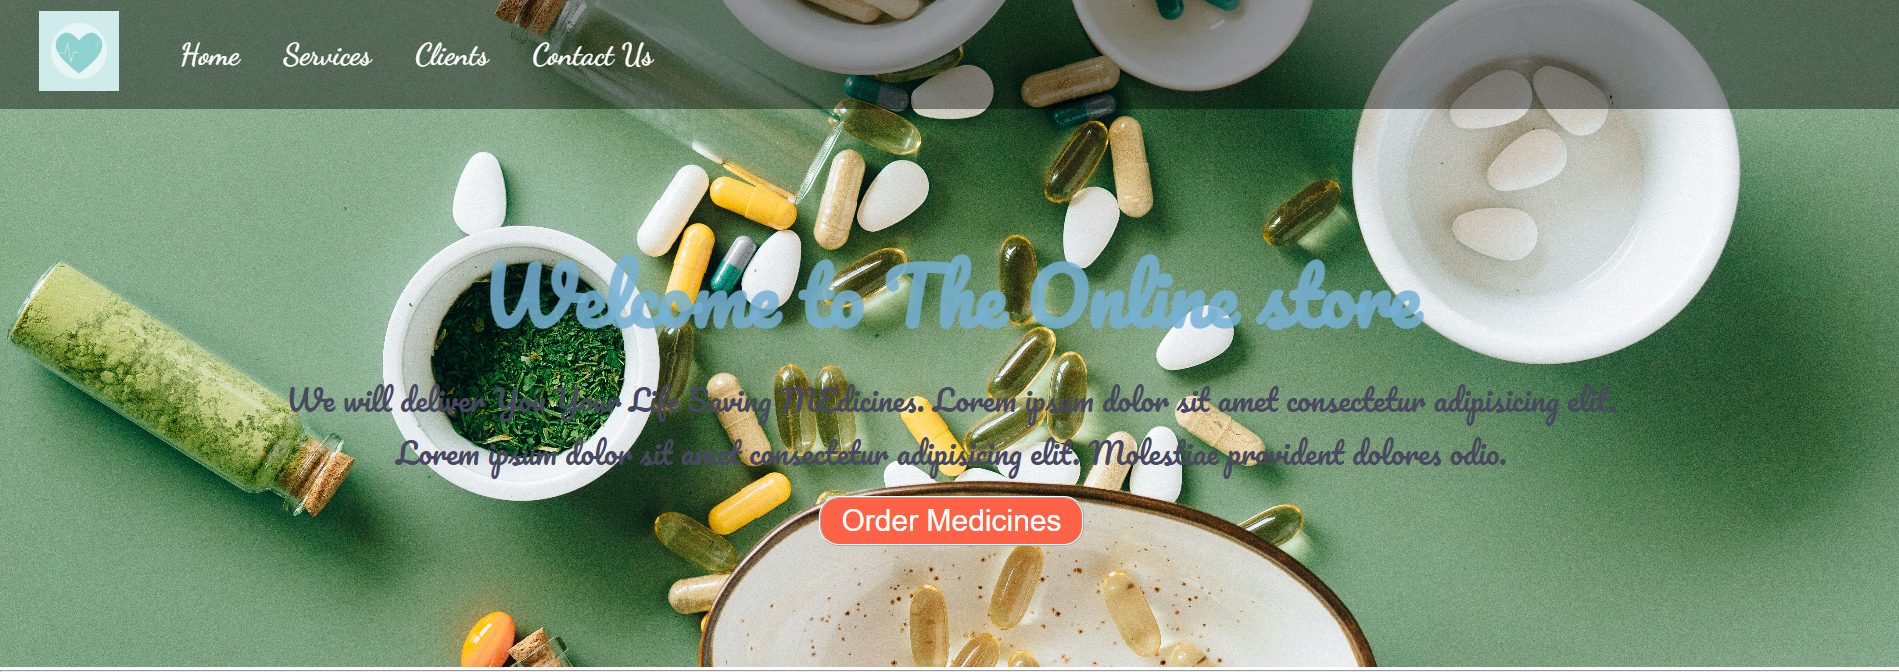 Home Services Clients Contact Us
Welcome to The Online store
We will deliver You Your Life Saving MEdicines. Lorem ipsum dolor sit amet consectetur adipisicing elit.
Lorem ipsum dolor sit amet consectetur adipisicing elit. Molestiae provident dolores odio.
Order Medicines